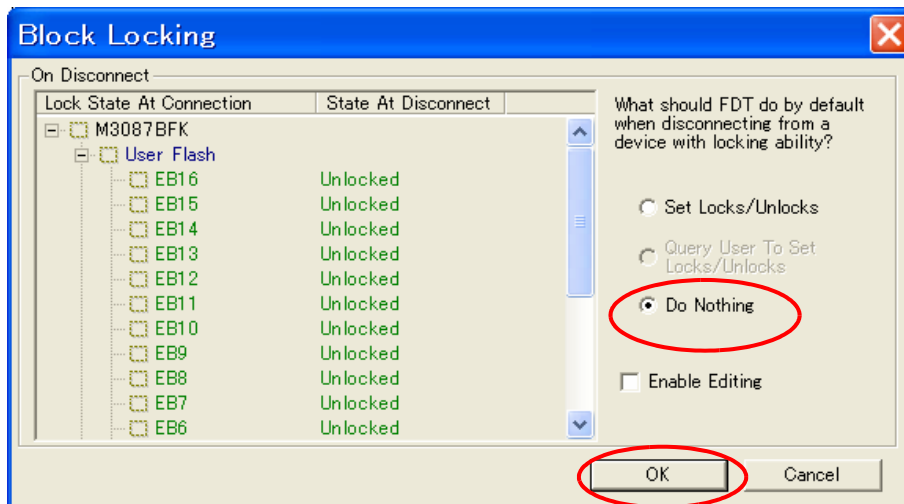 Block Locking
On Disconnect
Lock State At Connection State At Disconnect
M3087BFK
User Flash
EB16 Unlocked
EB15 Unlocked
EB14 Unlocked
EB13 Unlocked
EB12 Unlocked
EB11 Unlocked
EB10 Unlocked
EB9 Unlocked
EB8 Unlocked
EB7 Unlocked
EB6 Unlocked
What should FDT do by default
when disconnecting from a
device with locking ability?
Set Locks/Unlocks
Query User To Set
Locks/Unlocks
Do Nothing
Enable Editing
OK Cancel